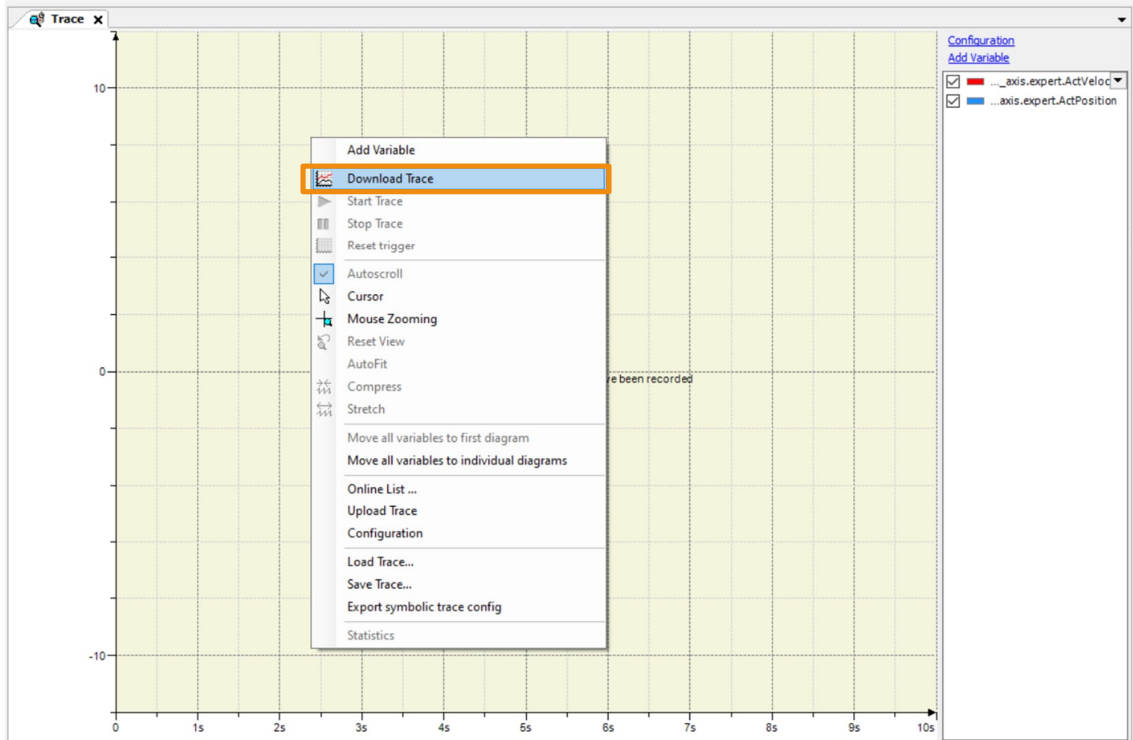 Trace X
Configuration
Add Variable
..._axis.expert.ActVeloc
...axis.expert.ActPosition
10
Add Variable
Download Trace
Start Trace
Stop Trace
Reset trigger
Autoscroll
Cursor
Mouse Zooming
Reset View
AutoFit
0
ve been recorded
Compress
Stretch
Move all variables to first diagram
Move all variables to individual diagrams
Online List ...
Upload Trace
Configuration
Load Trace...
Save Trace...
Export symbolic trace config
Statistics
-10
0 1s 2s 3s 4s 5s 6s 7s 8s 9s 10s